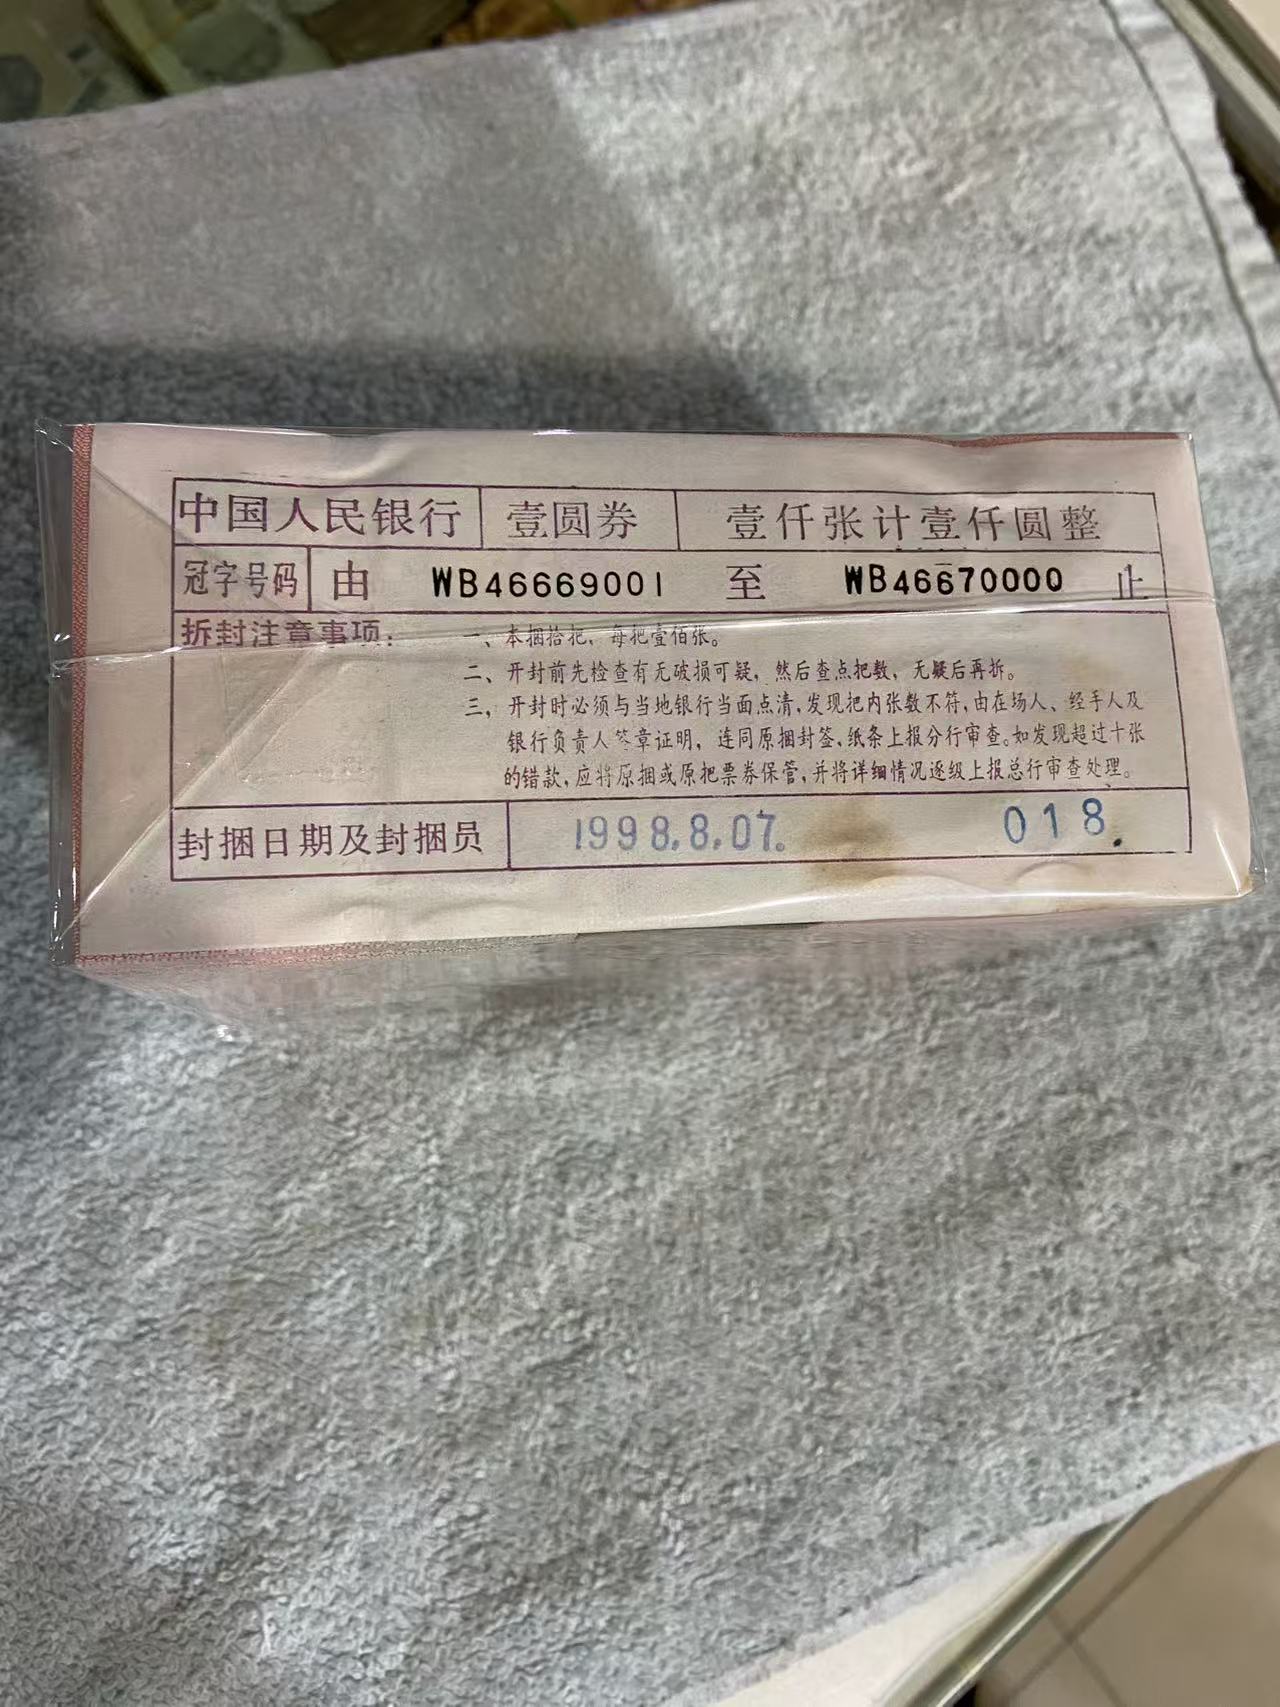 中国人民银行 壹圆券 壹仟张计壹仟圆整
冠字号码 由 WB46669001 至 WB46670000 止
拆封注意事项: 一、本捆拾把，每把壹佰张。
二、开封前先检查有无破损可疑，然后查点把数，无疑后再拆。
三、开封时必须与当地银行当面点清，发现把内张数不符，由在场人、经手人及
银行负责人签章证明，连同原捆封签，纸条上报分行审查。如发现超过十张
的错款，应将原捆或原把票券保管，并将详细情况逐级上报总行审查处理。
封捆日期及封捆员 1998.8.07. 018.